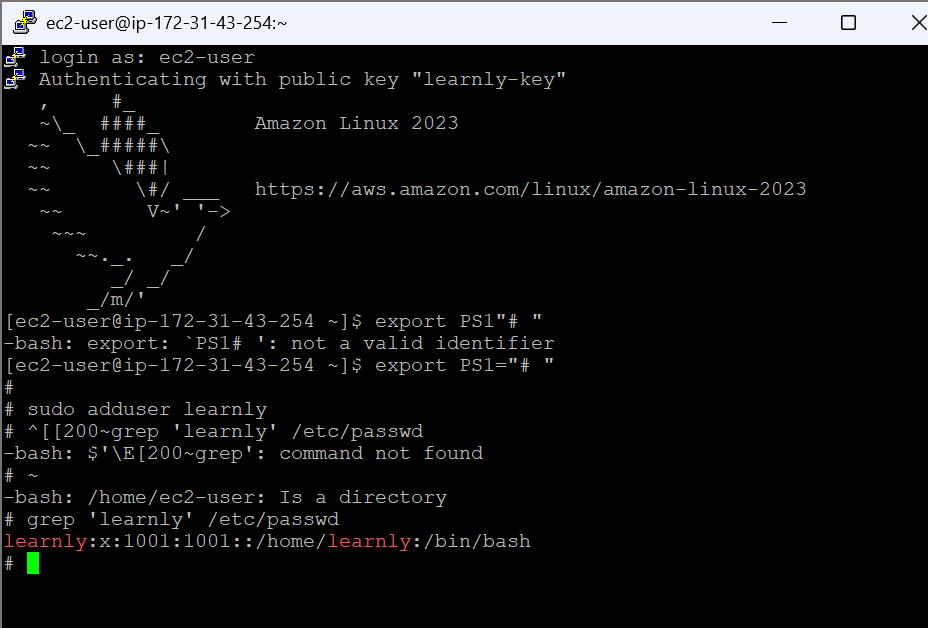 ec2-user@ip-172-31-43-254:~
login as: ec2-user
Authenticating with public key "learnly-key"
   ,     #_
   ~\_  ####_        Amazon Linux 2023
  ~~  \_#####\
  ~~     \###|
  ~~       \#/ ___   https://aws.amazon.com/linux/amazon-linux-2023
   ~~       V~' '->
    ~~~         /
      ~~._.   _/
         _/ _/
       _/m/'
[ec2-user@ip-172-31-43-254 ~]$ export PS1"# "
-bash: export: `PS1# ': not a valid identifier
[ec2-user@ip-172-31-43-254 ~]$ export PS1="# "
#
# sudo adduser learnly
# ^[[200~grep 'learnly' /etc/passwd
-bash: $'\E[200~grep': command not found
# ~
-bash: /home/ec2-user: Is a directory
# grep 'learnly' /etc/passwd
learnly:x:1001:1001::/home/learnly:/bin/bash
#